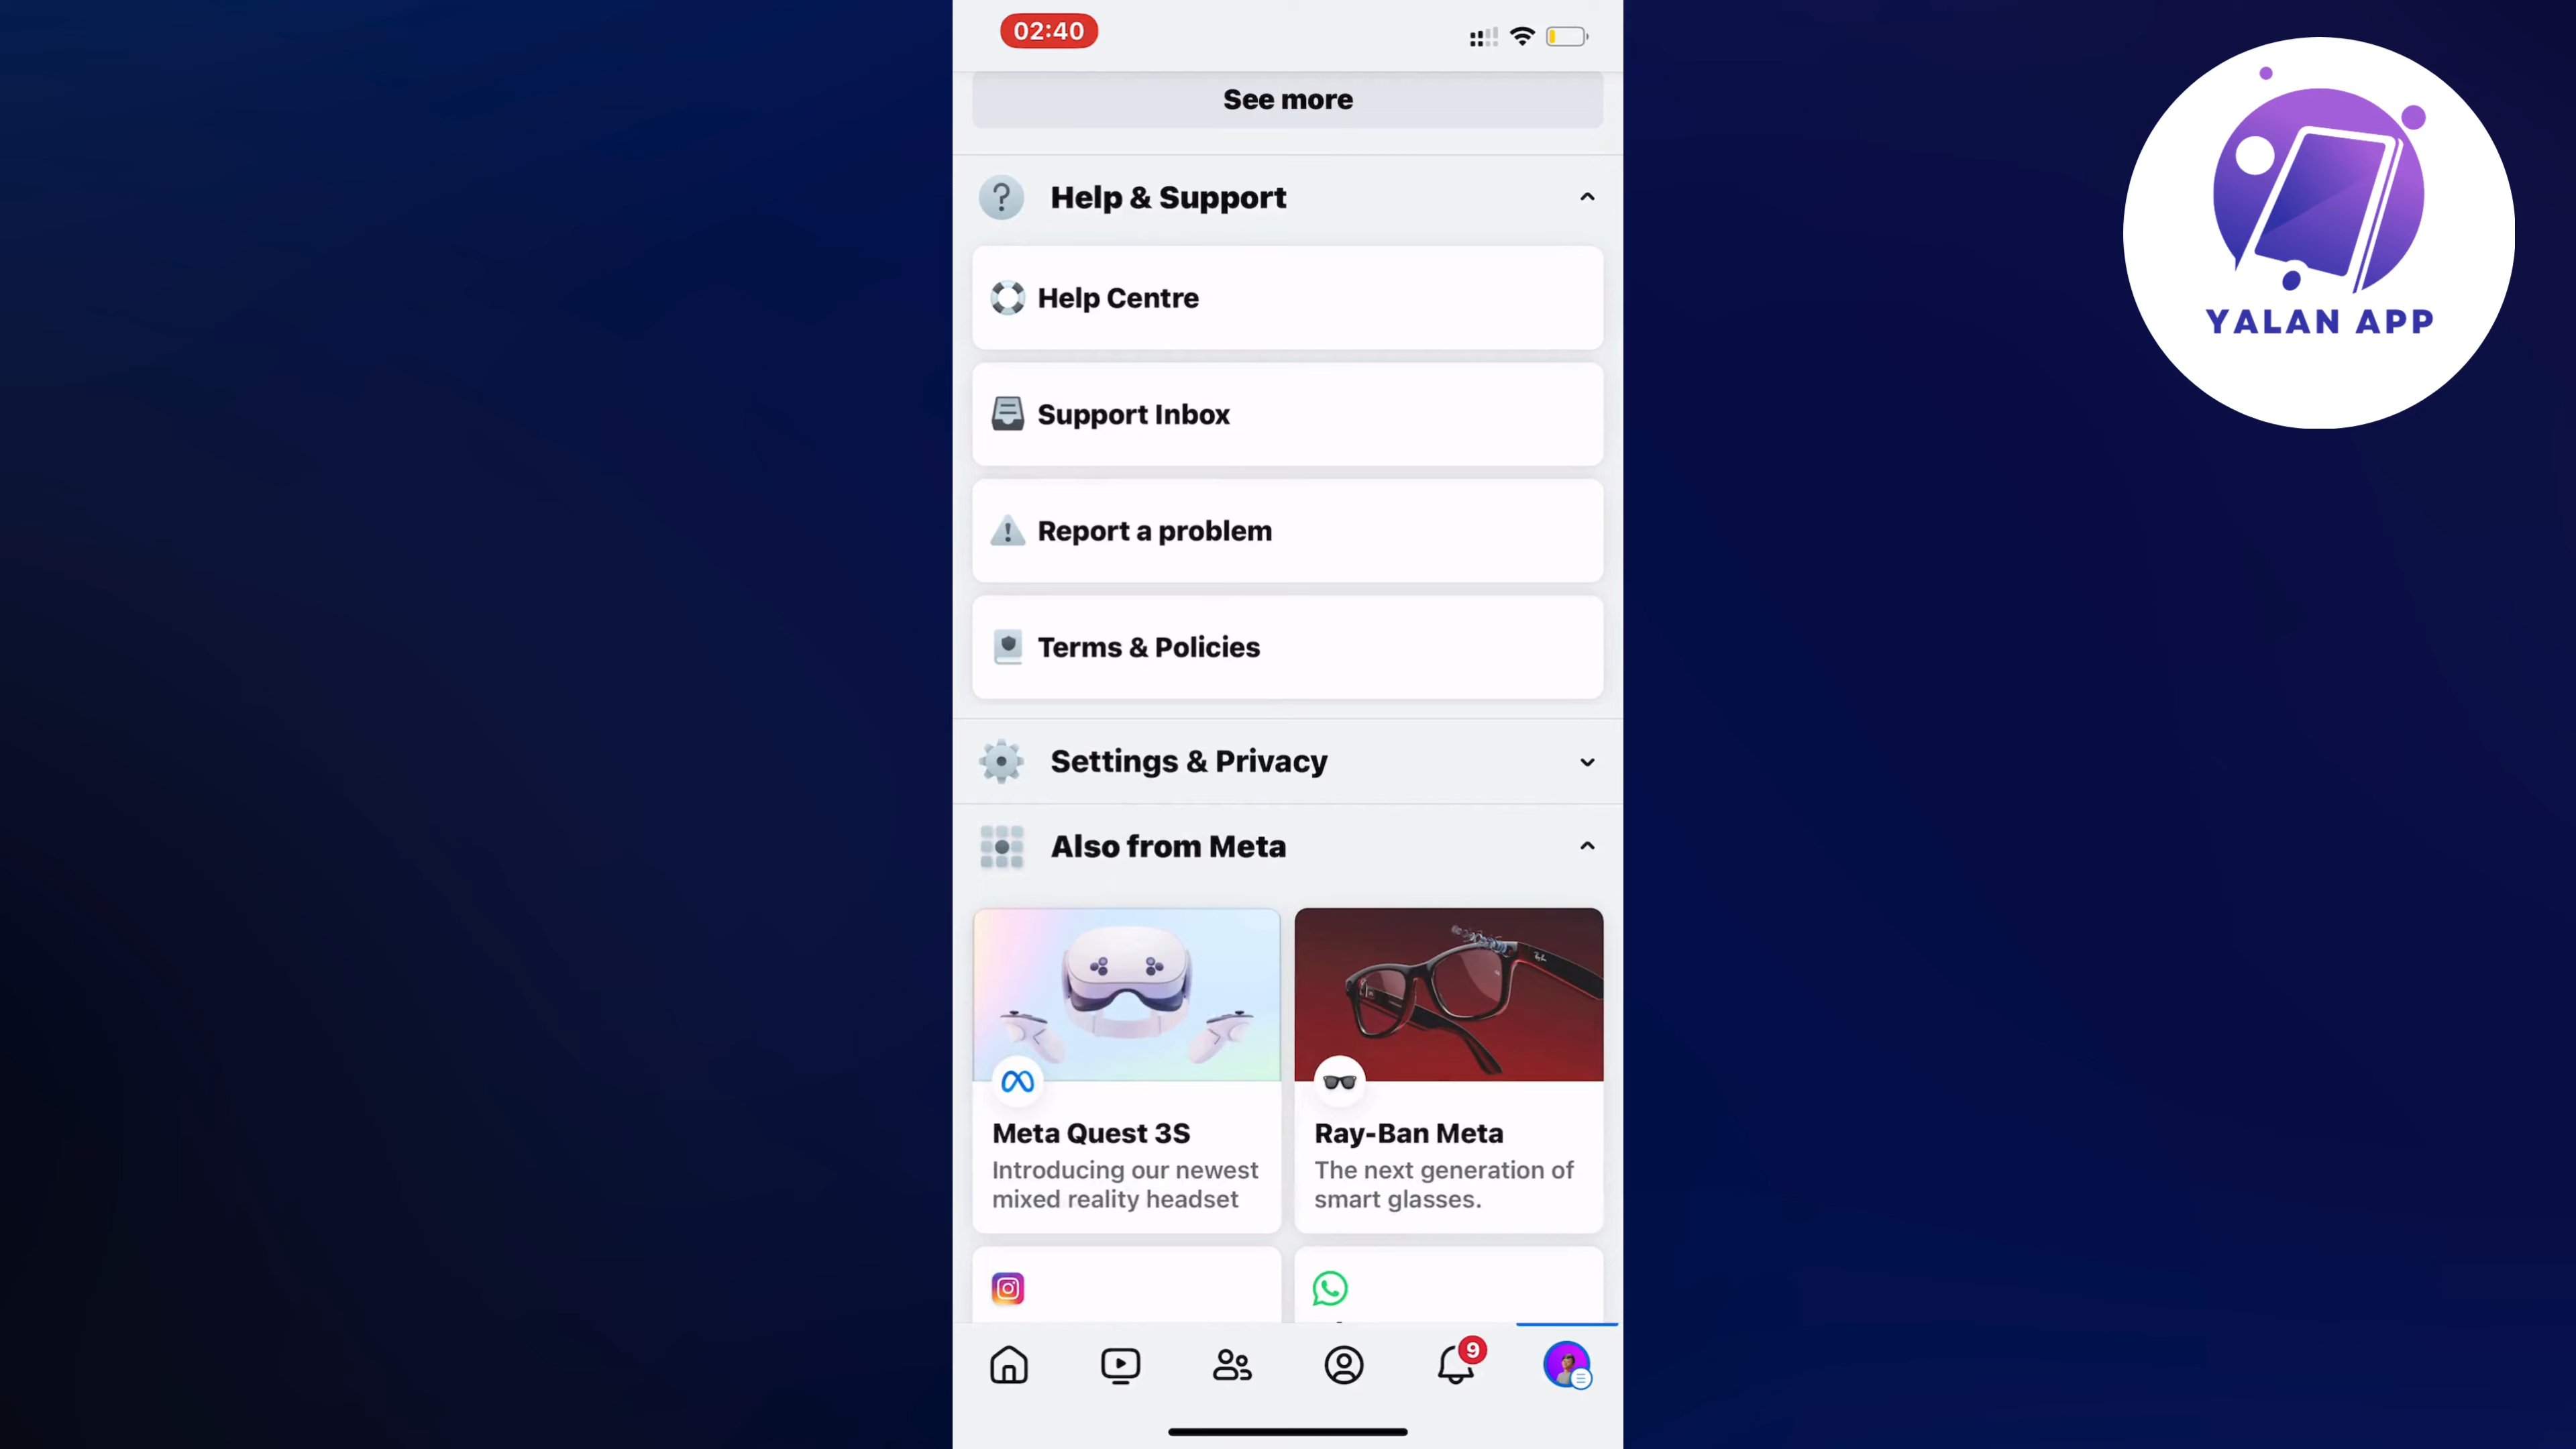 02:40
See more
Help & Support
Help Centre
Support Inbox
Report a problem
Terms & Policies
Settings & Privacy
Also from Meta
Meta Quest 3S
Introducing our newest
mixed reality headset
Ray-Ban Meta
The next generation of
smart glasses.
9
YALAN APP